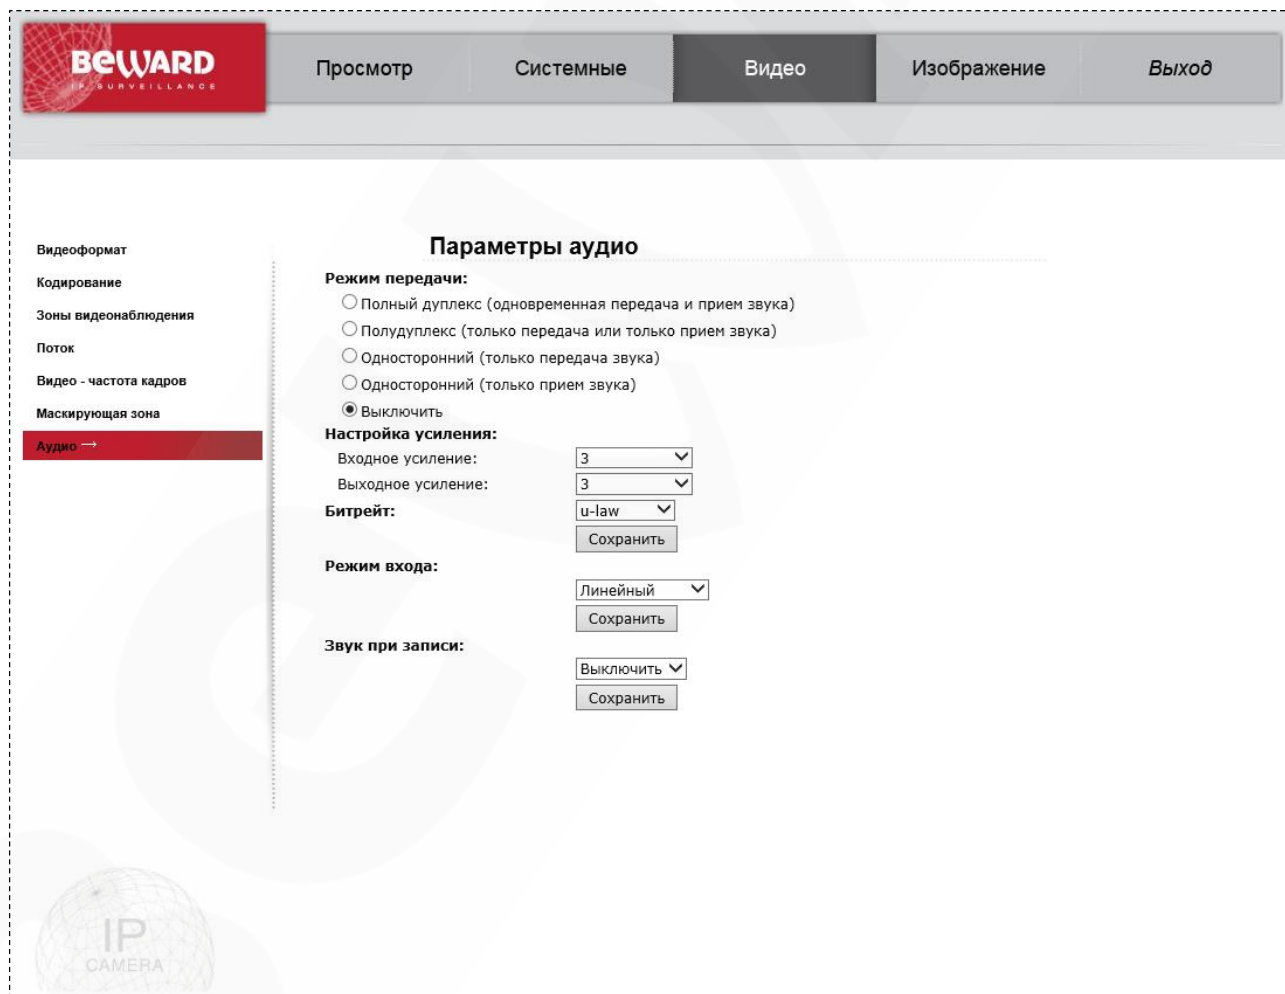 BEWARD
IP SURVEILLANCE
Просмотр Системные Видео Изображение Выход
Видеоформат
Кодирование
Зоны видеонаблюдения
Поток
Видео - частота кадров
Маскирующая зона
Аудио →
Параметры аудио
Режим передачи:
Полный дуплекс (одновременная передача и прием звука)
Полудуплекс (только передача или только прием звука)
Односторонний (только передача звука)
Односторонний (только прием звука)
Выключить
Настройка усиления:
Входное усиление: 3
Выходное усиление: 3
Битрейт: u-law
Сохранить
Режим входа:
Линейный
Сохранить
Звук при записи:
Выключить
Сохранить
IP
CAMERA